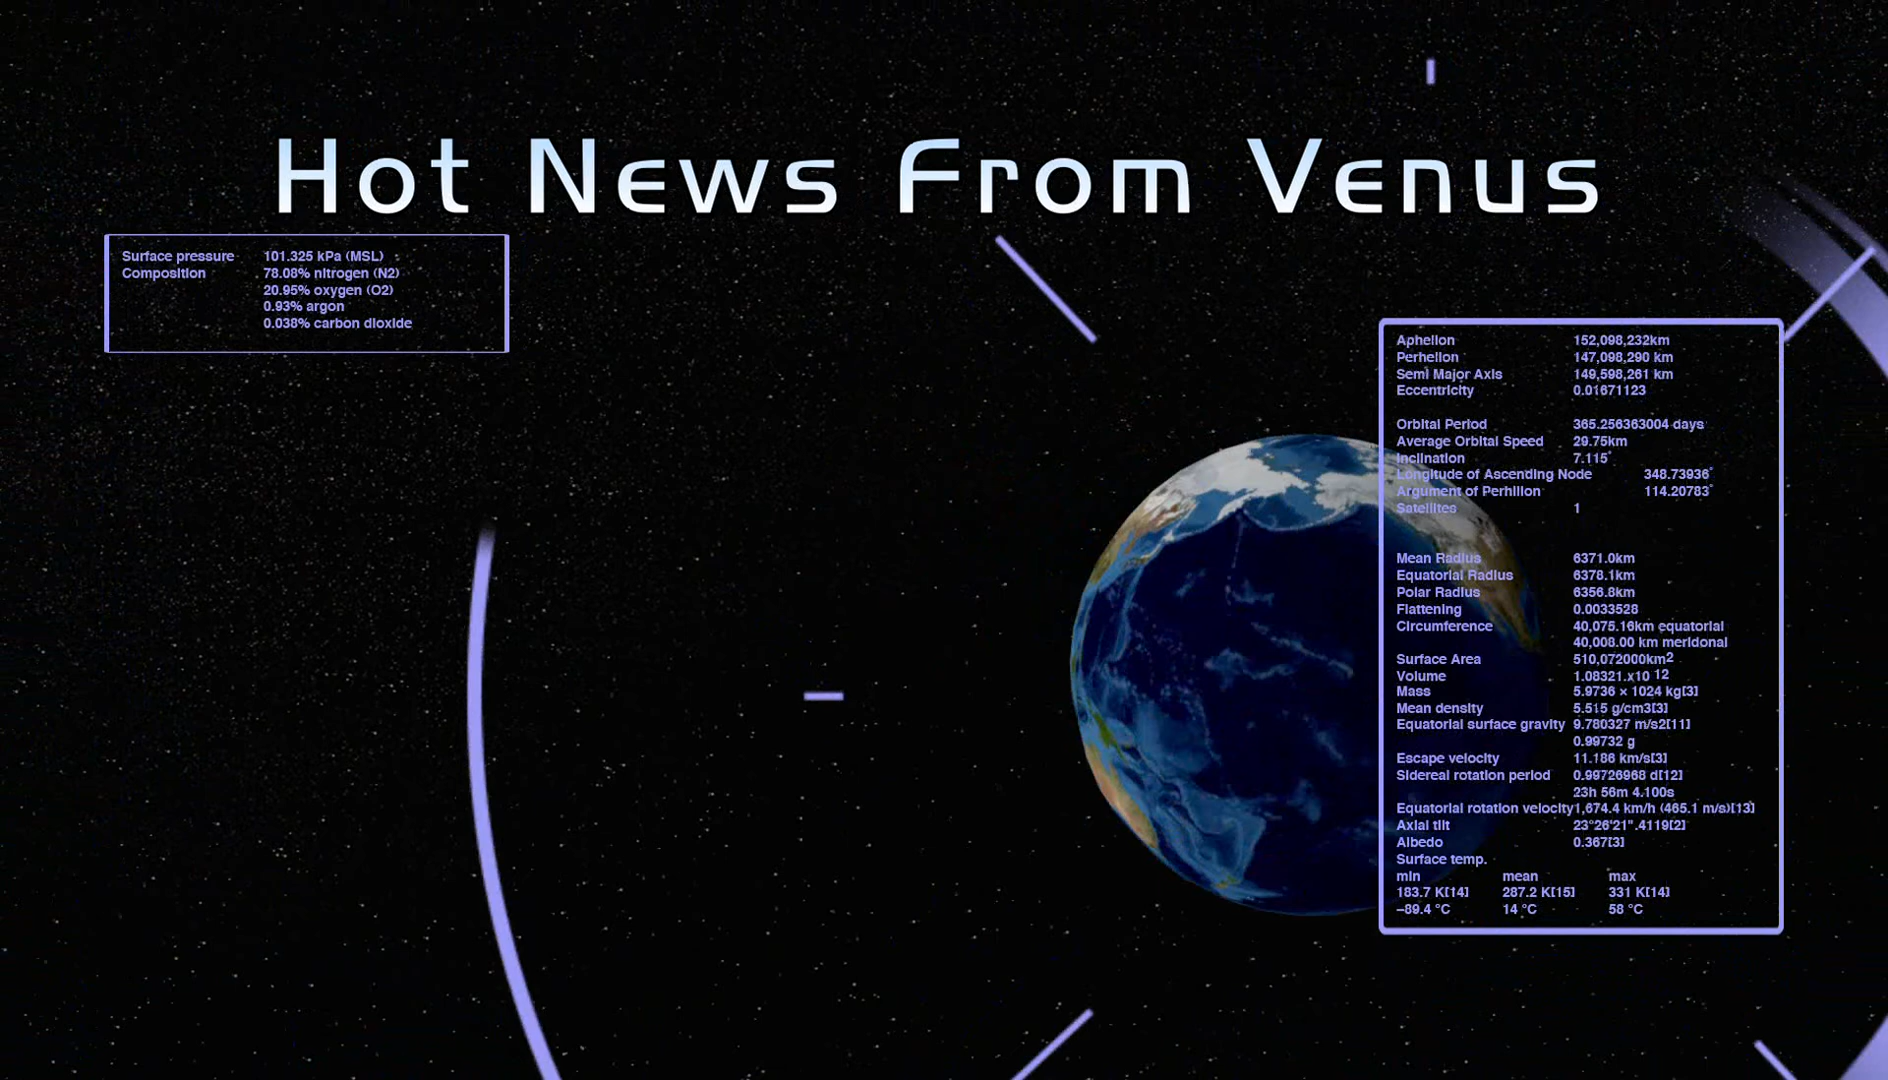 Hot News From Venus
Surface pressure 101.325 kPa (MSL)
Composition 78.08% nitrogen (N2)
20.95% oxygen (O2)
0.93% argon
0.038% carbon dioxide
Aphelion 152,098,232km
Perhelion 147,098,290 km
Semi Major Axis 149,598,261 km
Eccentricity 0.01671123
Orbital Period 365.256363004 days
Average Orbital Speed 29.75km
Inclination 7.115°
Longitude of Ascending Node 348.73936°
Argument of Perhilion 114.20783°
Satellites 1
Mean Radius 6371.0km
Equatorial Radius 6378.1km
Polar Radius 6356.8km
Flattening 0.0033528
Circumference 40,075.16km equatorial
40,008.00 km meridonal
Surface Area 510,072000km2
Volume 1.08321.x10 12
Mass 5.9736 × 1024 kg[3]
Mean density 5.515 g/cm3[3]
Equatorial surface gravity 9.780327 m/s2[11]
0.99732 g
Escape velocity 11.186 km/s[3]
Sidereal rotation period 0.99726968 d[12]
23h 56m 4.100s
Equatorial rotation velocity 1,674.4 km/h (465.1 m/s)[13]
Axial tilt 23°26'21".4119[2]
Albedo 0.367[3]
Surface temp.
min mean max
183.7 K[14] 287.2 K[15] 331 K[14]
−89.4 °C 14 °C 58 °C